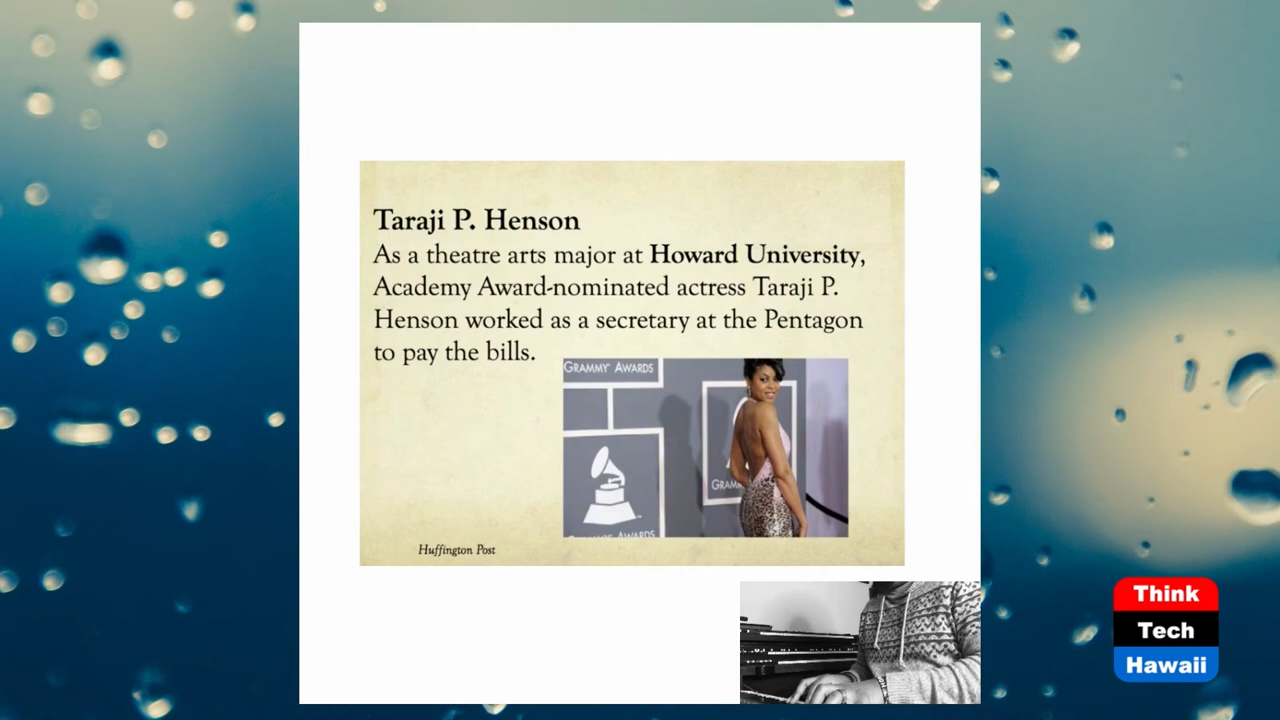 Taraji P. Henson
As a theatre arts major at Howard University,
Academy Award-nominated actress Taraji P.
Henson worked as a secretary at the Pentagon
to pay the bills.
GRAMMY AWARDS
Huffington Post
Think
Tech
Hawaii